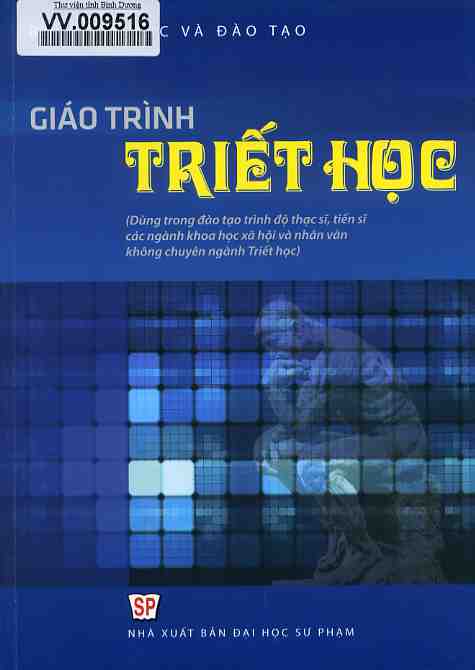 Thư viện tỉnh Bình Dương
VV.009516
C VÀ ĐÀO TẠO
GIÁO TRÌNH
TRIẾT HỌC
(Dùng trong đào tạo trình độ thạc sĩ, tiến sĩ
các ngành khoa học xã hội và nhân văn
không chuyên ngành Triết học)
SP
NHÀ XUẤT BẢN ĐẠI HỌC SƯ PHẠM